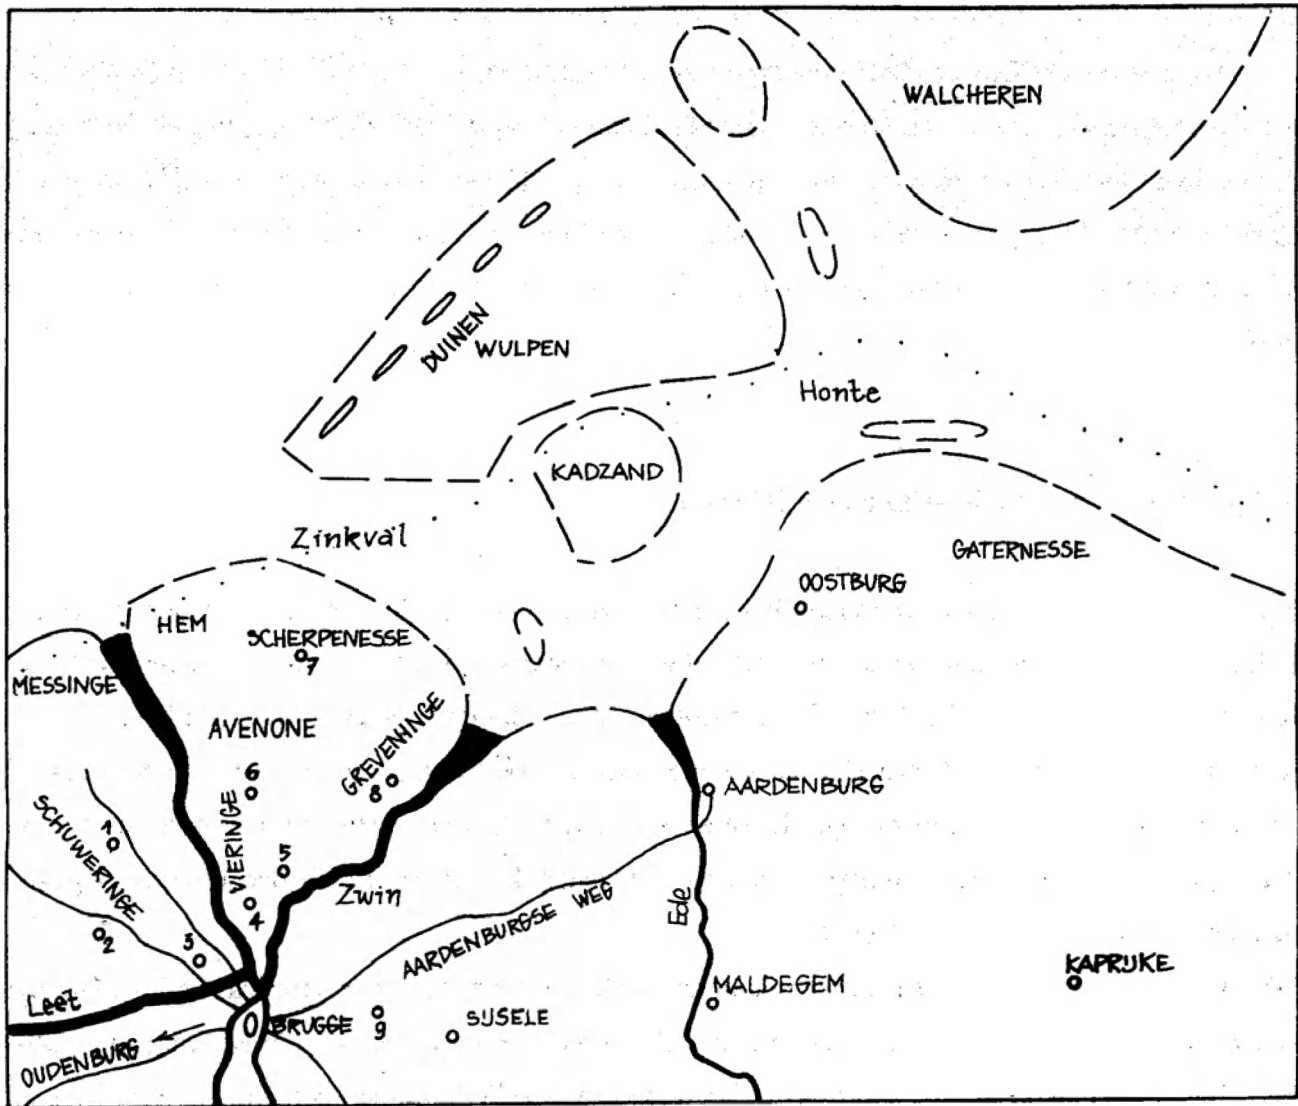 WALCHEREN
DUINEN
WULPEN
Honte
KADZAND
Zinkväl
GATERNESSE
OOSTBURG
HEM
SCHERPENESSE
7
MESSINGE
AVENONE
GREVENINGE
8
6
VIERINGE
AARDENBURG
SCHUWERINGE
1
5
4
Zwin
Ede
AARDENBURGSE WEG
2
3
KAPRIJKE
MALDEGEM
Leet
BRUGGE
9
SIJSELE
OUDENBURG